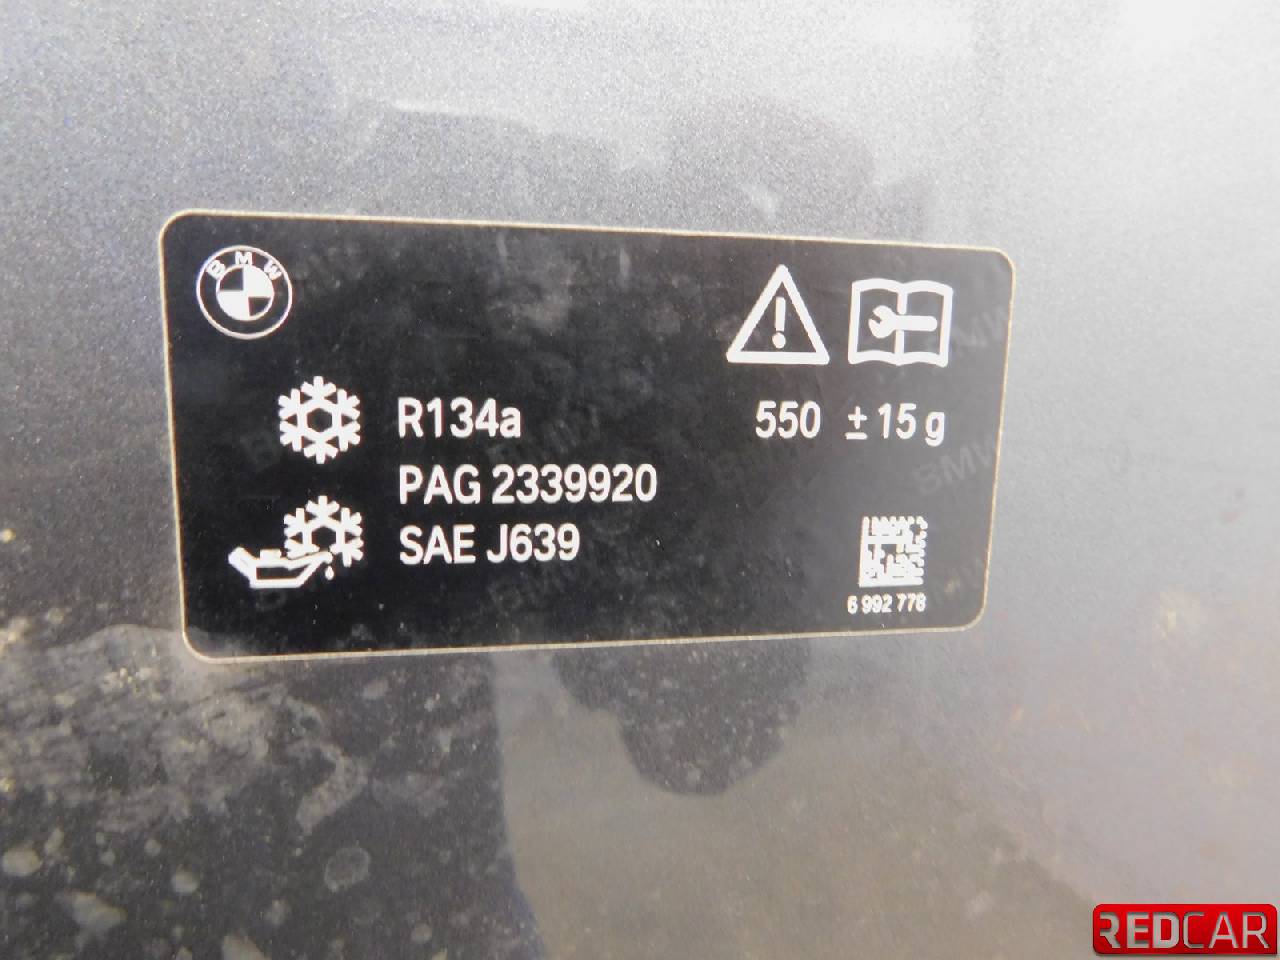 BMW
R134a
550 ± 15 g
PAG 2339920
SAE J639
6 992 778
REDCAR